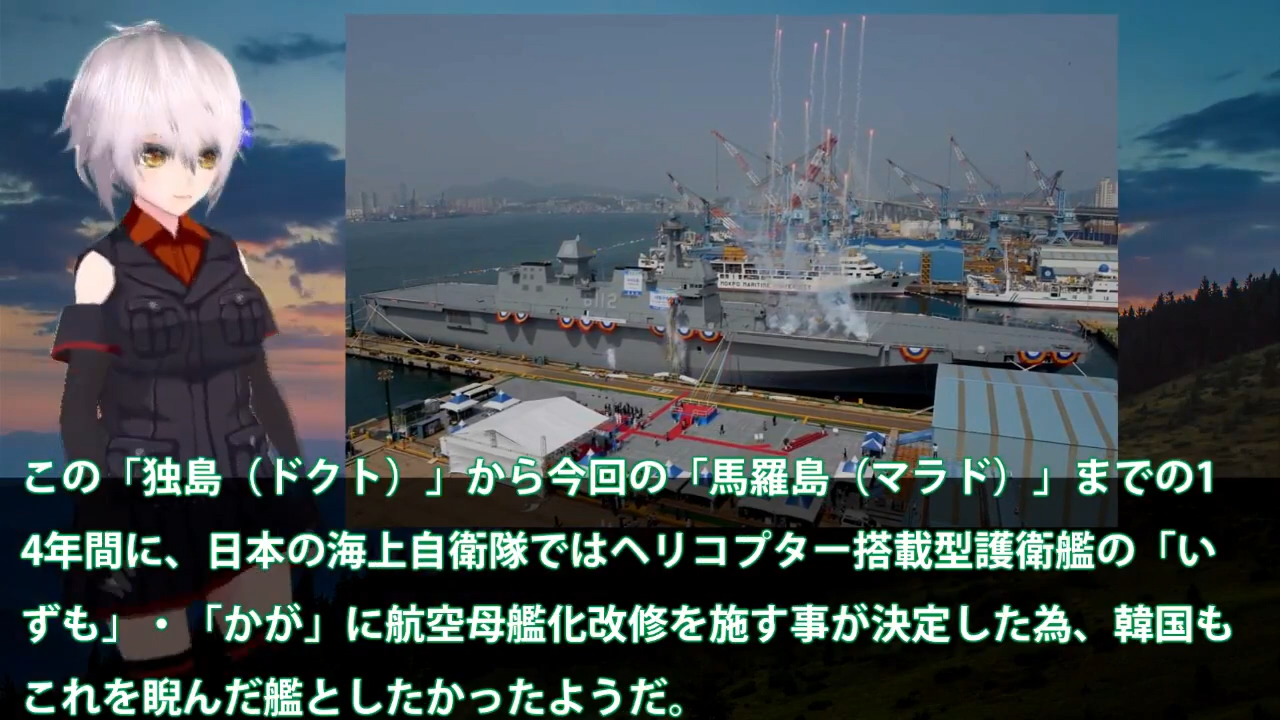 6112
MOKPO MARITIME UNIVERSITY
この「独島（ドクト）」から今回の「馬羅島（マラド）」までの1
4年間に、日本の海上自衛隊ではヘリコプター搭載型護衛艦の「い
ずも」・「かが」に航空母艦化改修を施す事が決定した為、韓国も
これを睨んだ艦としたかったようだ。